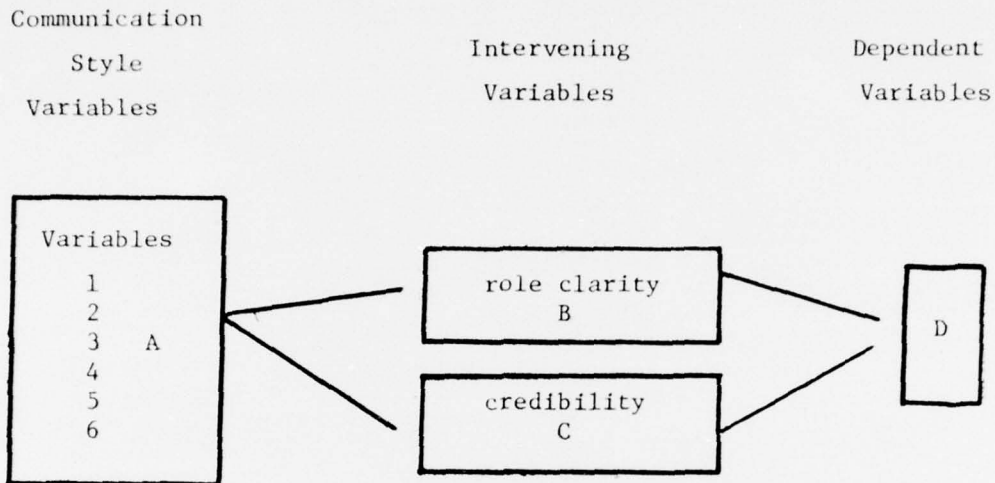 Communication
Style
Variables
Intervening
Variables
Dependent
Variables
Variables
1
2
3 A
4
5
6
role clarity
B
credibility
C
D